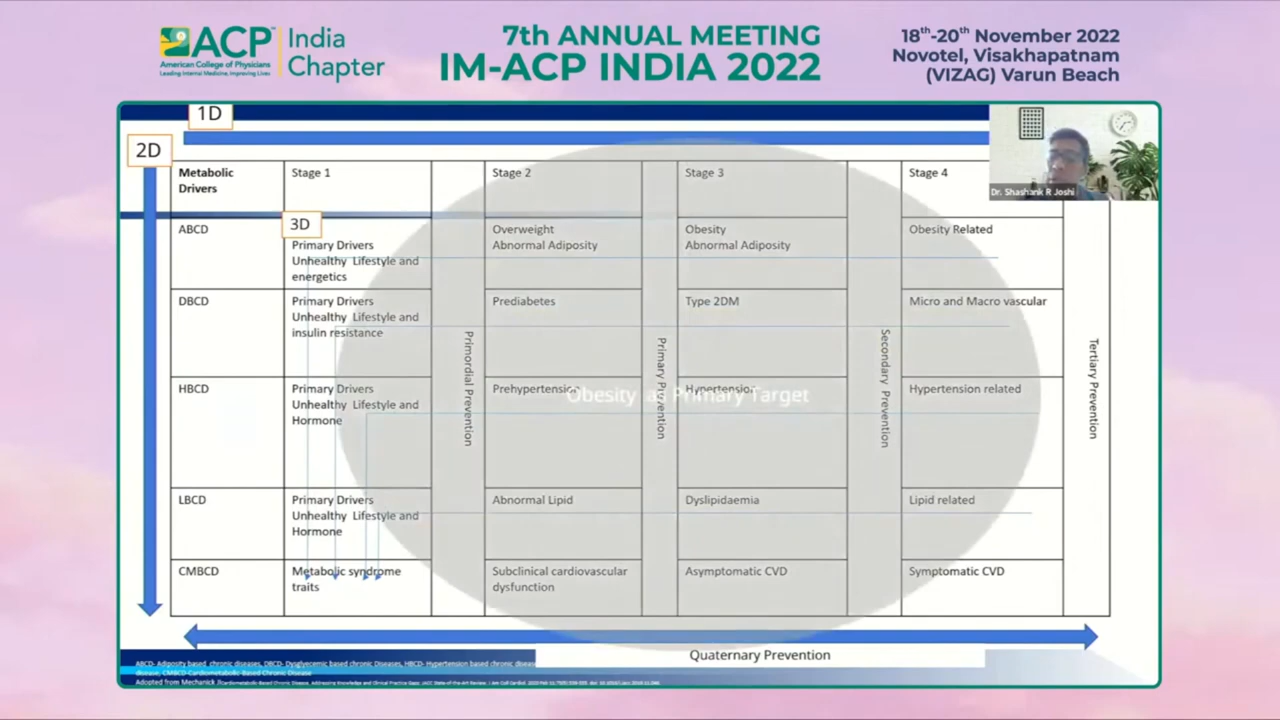 ACP
American College of Physicians
Leading Internal Medicine, Improving Lives
India
Chapter
7th ANNUAL MEETING
IM-ACP INDIA 2022
18th-20th November 2022
Novotel, Visakhapatnam
(VIZAG) Varun Beach
1D
2D
Dr. Shashank R Joshi
Metabolic
Drivers
Stage 1
Stage 2
Stage 3
Stage 4
3D
ABCD
Primary Drivers
Unhealthy Lifestyle and
energetics
Overweight
Abnormal Adiposity
Obesity
Abnormal Adiposity
Obesity Related
DBCD
Primary Drivers
Unhealthy Lifestyle and
insulin resistance
Prediabetes
Type 2DM
Micro and Macro vascular
HBCD
Primary Drivers
Unhealthy Lifestyle and
Hormone
Prehypertension
Hypertension
Hypertension related
Obesity as Primary Target
LBCD
Primary Drivers
Unhealthy Lifestyle and
Hormone
Abnormal Lipid
Dyslipidaemia
Lipid related
CMBCD
Metabolic syndrome
traits
Subclinical cardiovascular
dysfunction
Asymptomatic CVD
Symptomatic CVD
Primordial Prevention
Primary Prevention
Secondary Prevention
Tertiary Prevention
Quaternary Prevention
ABCD- Adiposity based chronic diseases, DBCD- Dysglycemic based chronic Diseases, HBCD- Hypertension based chronic
disease, CMBCD-Cardiometabolic-Based Chronic Disease
Adopted from Mechanick